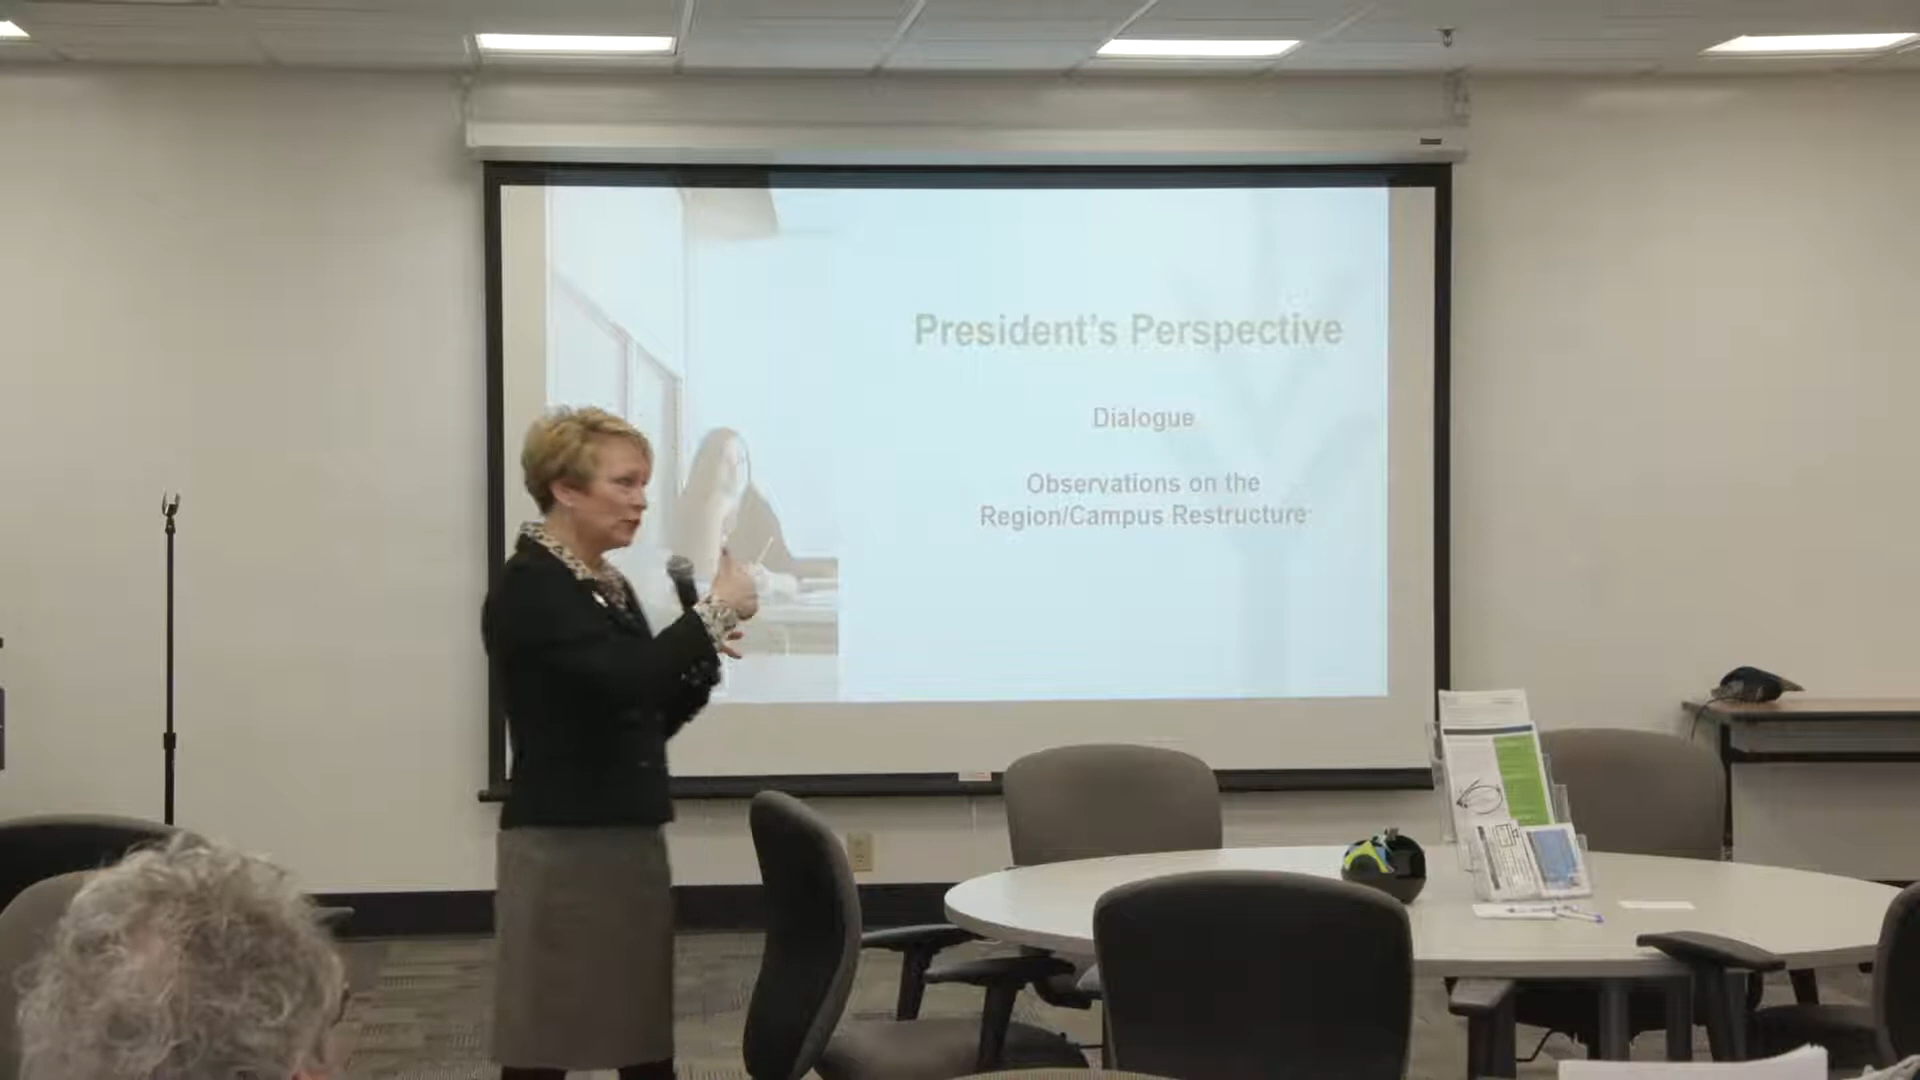 President's Perspective
Dialogue
Observations on the
Region/Campus Restructure